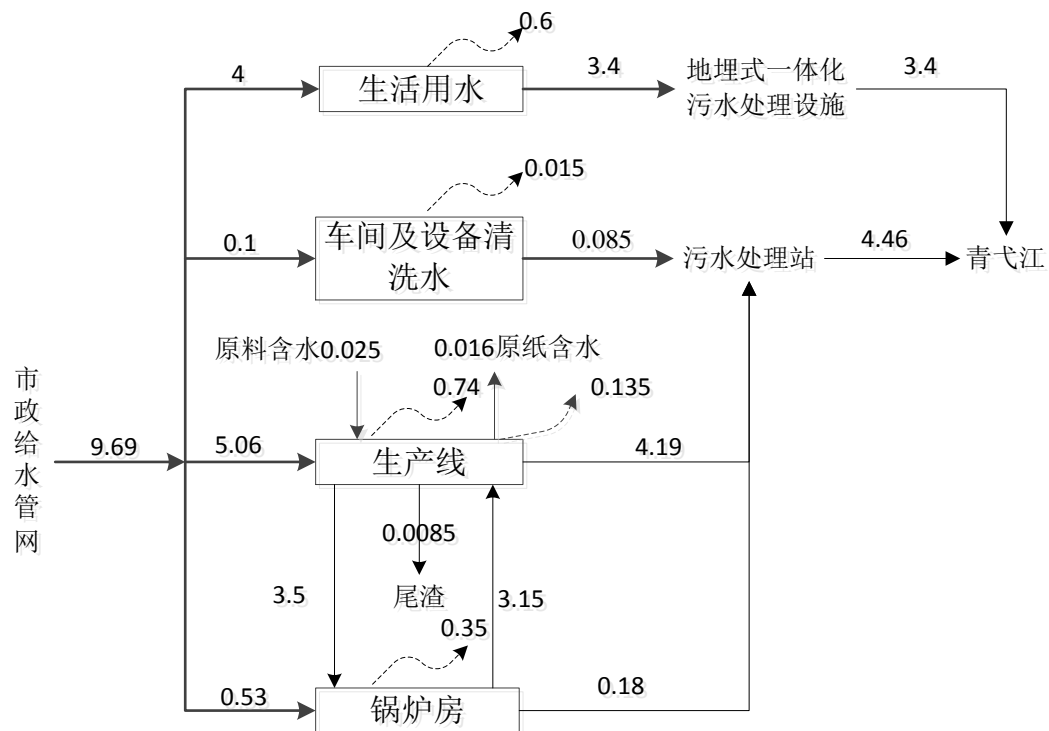 0.6
4
生活用水
3.4
地埋式一体化
污水处理设施
3.4
0.015
0.1
车间及设备清
洗水
0.085
污水处理站
4.46
青弋江
原料含水0.025
0.016原纸含水
0.74
0.135
市政给水管网
9.69
5.06
生产线
4.19
0.0085
尾渣
3.5
3.15
0.35
0.53
锅炉房
0.18